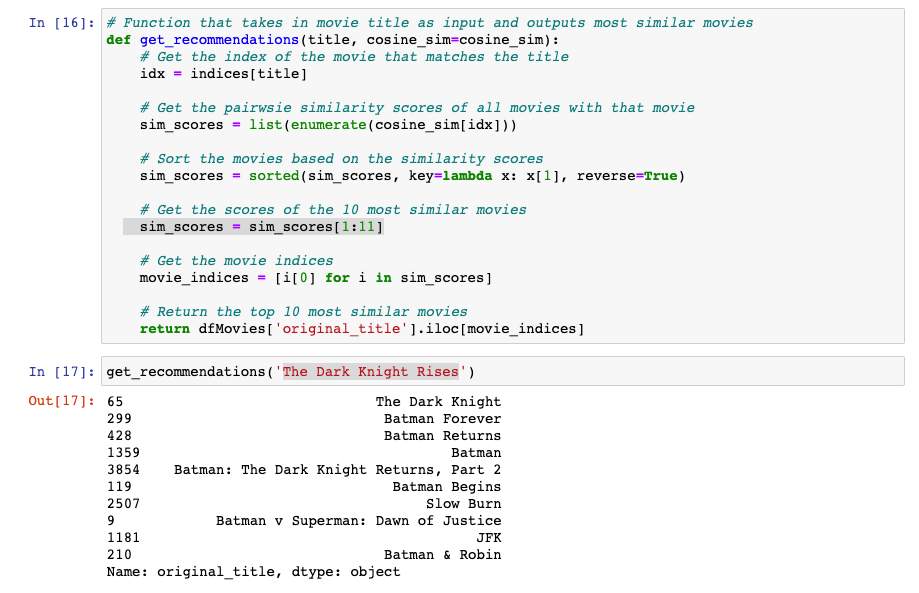 In [16]: # Function that takes in movie title as input and outputs most similar movies
def get_recommendations(title, cosine_sim=cosine_sim):
    # Get the index of the movie that matches the title
    idx = indices[title]

    # Get the pairwsie similarity scores of all movies with that movie
    sim_scores = list(enumerate(cosine_sim[idx]))

    # Sort the movies based on the similarity scores
    sim_scores = sorted(sim_scores, key=lambda x: x[1], reverse=True)

    # Get the scores of the 10 most similar movies
    sim_scores = sim_scores[1:11]

    # Get the movie indices
    movie_indices = [i[0] for i in sim_scores]

    # Return the top 10 most similar movies
    return dfMovies['original_title'].iloc[movie_indices]

In [17]: get_recommendations('The Dark Knight Rises')
Out[17]: 65                              The Dark Knight
299                              Batman Forever
428                              Batman Returns
1359                                     Batman
3854    Batman: The Dark Knight Returns, Part 2
119                               Batman Begins
2507                                  Slow Burn
9            Batman v Superman: Dawn of Justice
1181                                        JFK
210                              Batman & Robin
Name: original_title, dtype: object